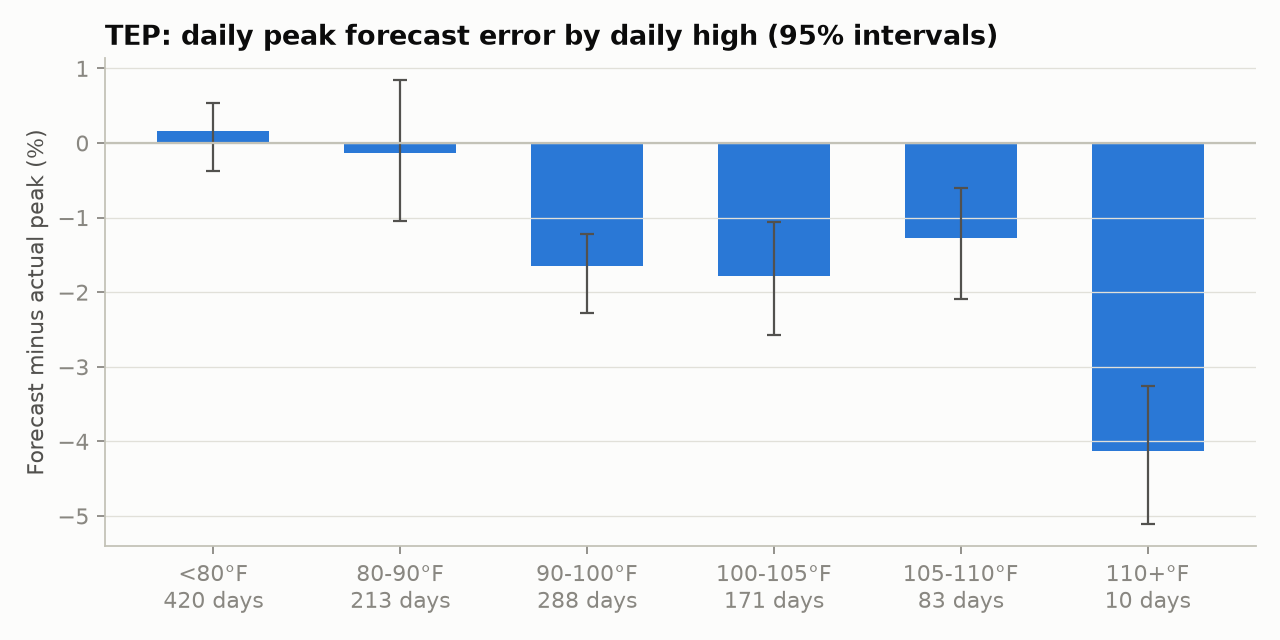 TEP: daily peak forecast error by daily high (95% intervals)
Forecast minus actual peak (%)
1
0
−1
−2
−3
−4
−5
<80°F 80-90°F 90-100°F 100-105°F 105-110°F 110+°F
420 days 213 days 288 days 171 days 83 days 10 days